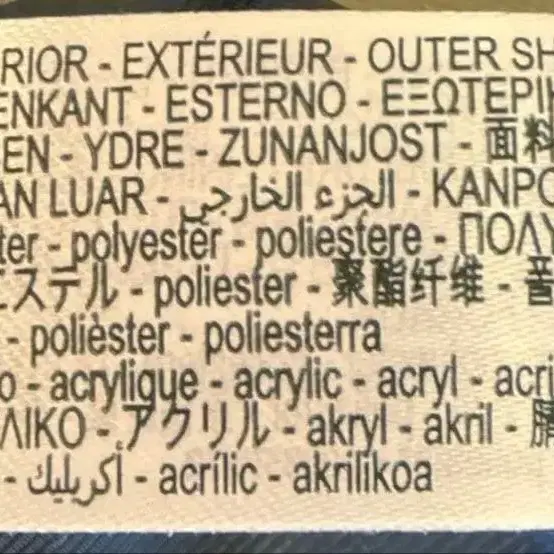 RIOR - EXTÉRIEUR - OUTER SH
ENKANT - ESTERNO - ΕΞΩΤΕΡΙ
EN - YDRE - ZUNANJOST - 面料
AN LUAR - الجزء الخارجي - KANPO
ter - polyester - poliestere - ΠΟΛΥ
エステル - poliester - 聚酯纤维 -
- polièster - poliesterra
o - acrylique - acrylic - acryl - acri
ΛΙΚΟ - アクリル - akryl - akril - 腈
- أكريليك - acrílic - akrilikoa